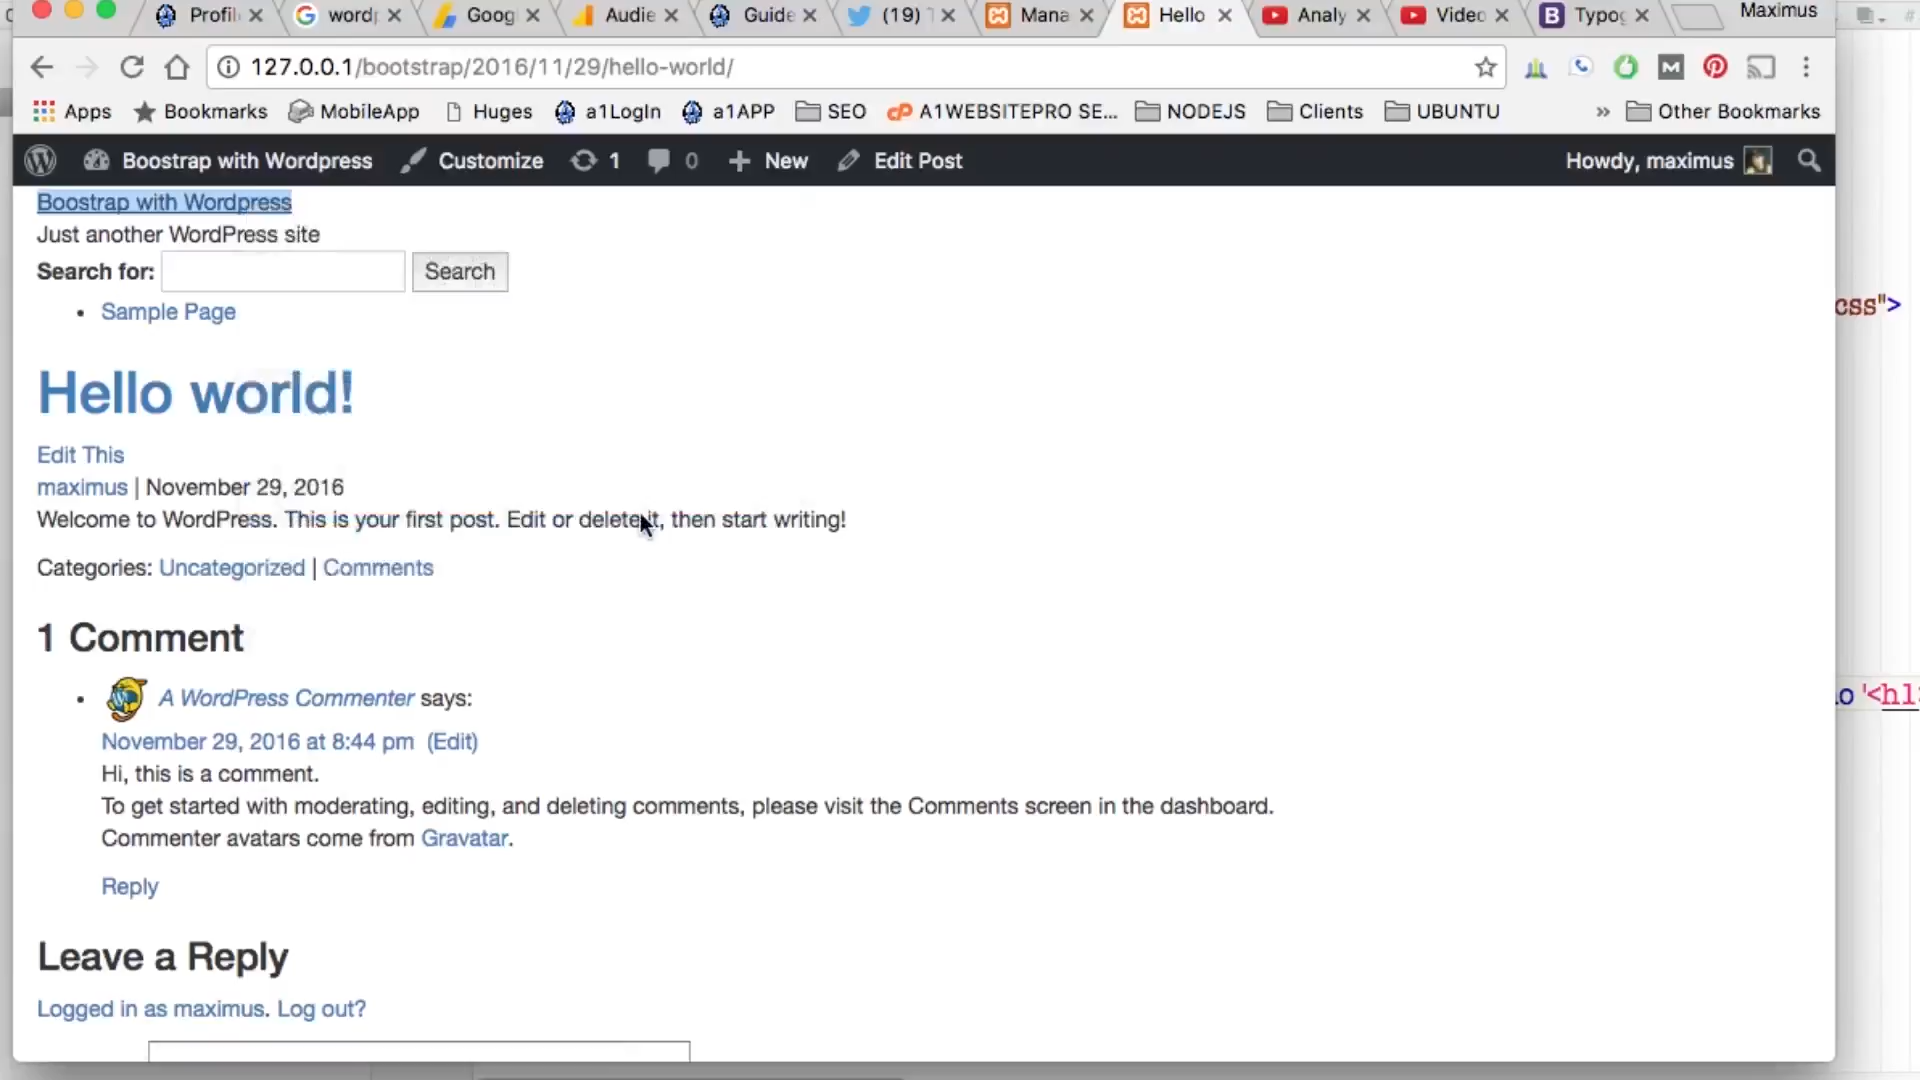 Profil
wordp
Goog
Audie
Guide
(19)
Mana
Hello
Analy
Video
Typog
Maximus
127.0.0.1/bootstrap/2016/11/29/hello-world/
Apps
Bookmarks
MobileApp
Huges
a1LogIn
a1APP
SEO
A1WEBSITEPRO SE...
NODEJS
Clients
UBUNTU
Other Bookmarks
Boostrap with Wordpress
Customize
1
0
New
Edit Post
Howdy, maximus
Boostrap with Wordpress
Just another WordPress site
Search for:
Search
css">
Sample Page
Hello world!
Edit This
maximus | November 29, 2016
Welcome to WordPress. This is your first post. Edit or delete it, then start writing!
Categories: Uncategorized | Comments
1 Comment
'<h1
A WordPress Commenter says:
November 29, 2016 at 8:44 pm (Edit)
Hi, this is a comment.
To get started with moderating, editing, and deleting comments, please visit the Comments screen in the dashboard.
Commenter avatars come from Gravatar.
Reply
Leave a Reply
Logged in as maximus. Log out?